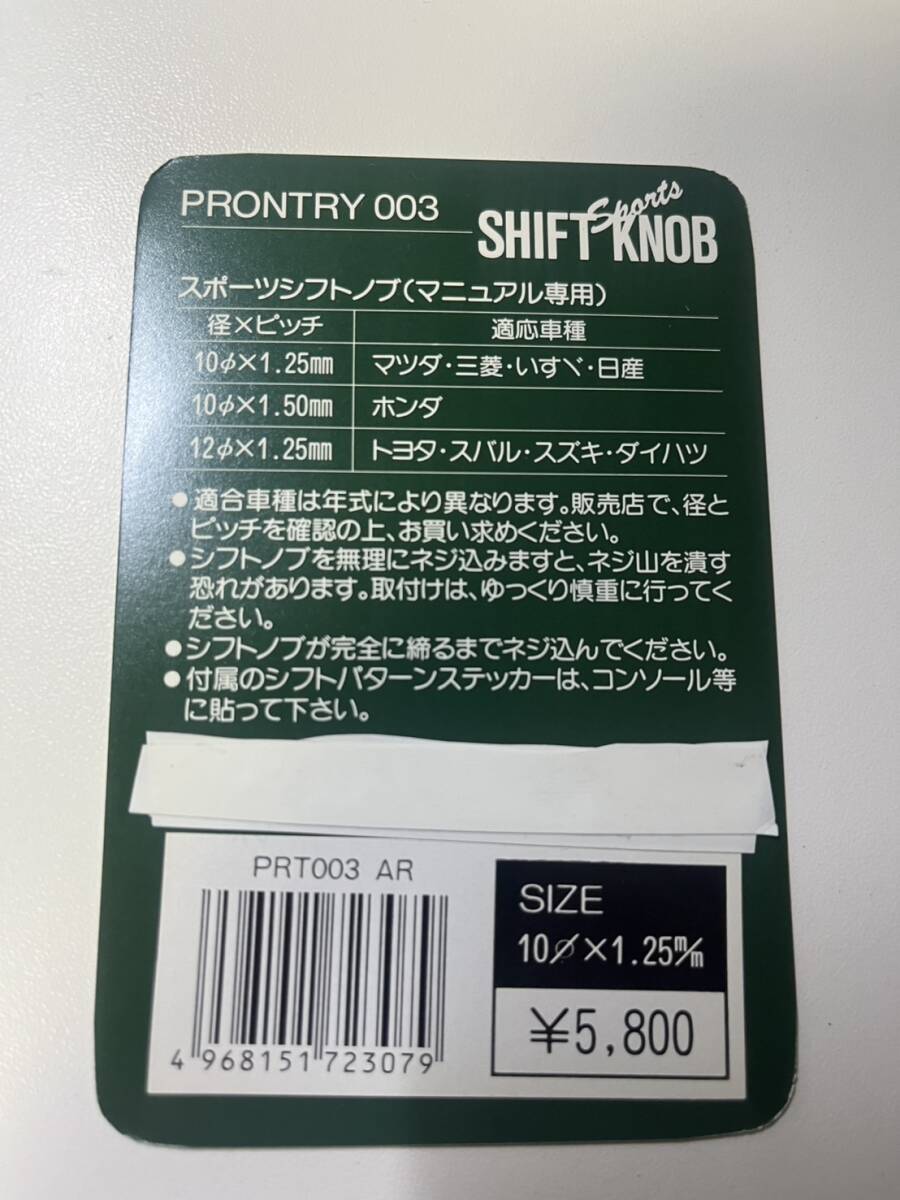 PRONTRY 003
Sports
SHIFT KNOB
スポーツシフトノブ(マニュアル専用)
径×ピッチ 適応車種
10φ×1.25mm マツダ・三菱・いすゞ・日産
10φ×1.50mm ホンダ
12φ×1.25mm トヨタ・スバル・スズキ・ダイハツ
●適合車種は年式により異なります。販売店で、径と
ピッチを確認の上、お買い求めください。
●シフトノブを無理にネジ込みますと、ネジ山を潰す
恐れがあります。取付けは、ゆっくり慎重に行ってく
ださい。
●シフトノブが完全に締るまでネジ込んでください。
●付属のシフトパターンステッカーは、コンソール等
に貼って下さい。
PRT003 AR
4 968151 723079
SIZE
10φ×1.25m/m
¥5,800